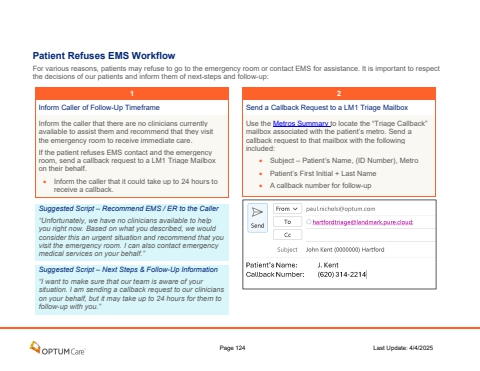 Patient Refuses EMS Workflow
For various reasons, patients may refuse to go to the emergency room or contact EMS for assistance. It is important to respect
the decisions of our patients and inform them of next-steps and follow-up:
1
Inform Caller of Follow-Up Timeframe
Inform the caller that there are no clinicians currently
available to assist them and recommend that they visit
the emergency room to receive immediate care.
If the patient refuses EMS contact and the emergency
room, send a callback request to a LM1 Triage Mailbox
on their behalf.
• Inform the caller that it could take up to 24 hours to
receive a callback.
Suggested Script – Recommend EMS / ER to the Caller
"Unfortunately, we have no clinicians available to help
you right now. Based on what you described, we would
consider this an urgent situation and recommend that you
visit the emergency room. I can also contact emergency
medical services on your behalf."
Suggested Script – Next Steps & Follow-Up Information
"I want to make sure that our team is aware of your
situation. I am sending a callback request to our clinicians
on your behalf, but it may take up to 24 hours for them to
follow-up with you."
2
Send a Callback Request to a LM1 Triage Mailbox
Use the Metros Summary to locate the "Triage Callback"
mailbox associated with the patient's metro. Send a
callback request to that mailbox with the following
included:
• Subject – Patient's Name, (ID Number), Metro
• Patient's First Initial + Last Name
• A callback number for follow-up
Send
From paul.nichols@optum.com
To hartfordtriage@landmark.pure.cloud;
Cc
Subject John Kent (0000000) Hartford
Patient's Name: J. Kent
Callback Number: (620) 314-2214
OPTUM Care
Page 124
Last Update: 4/4/2025